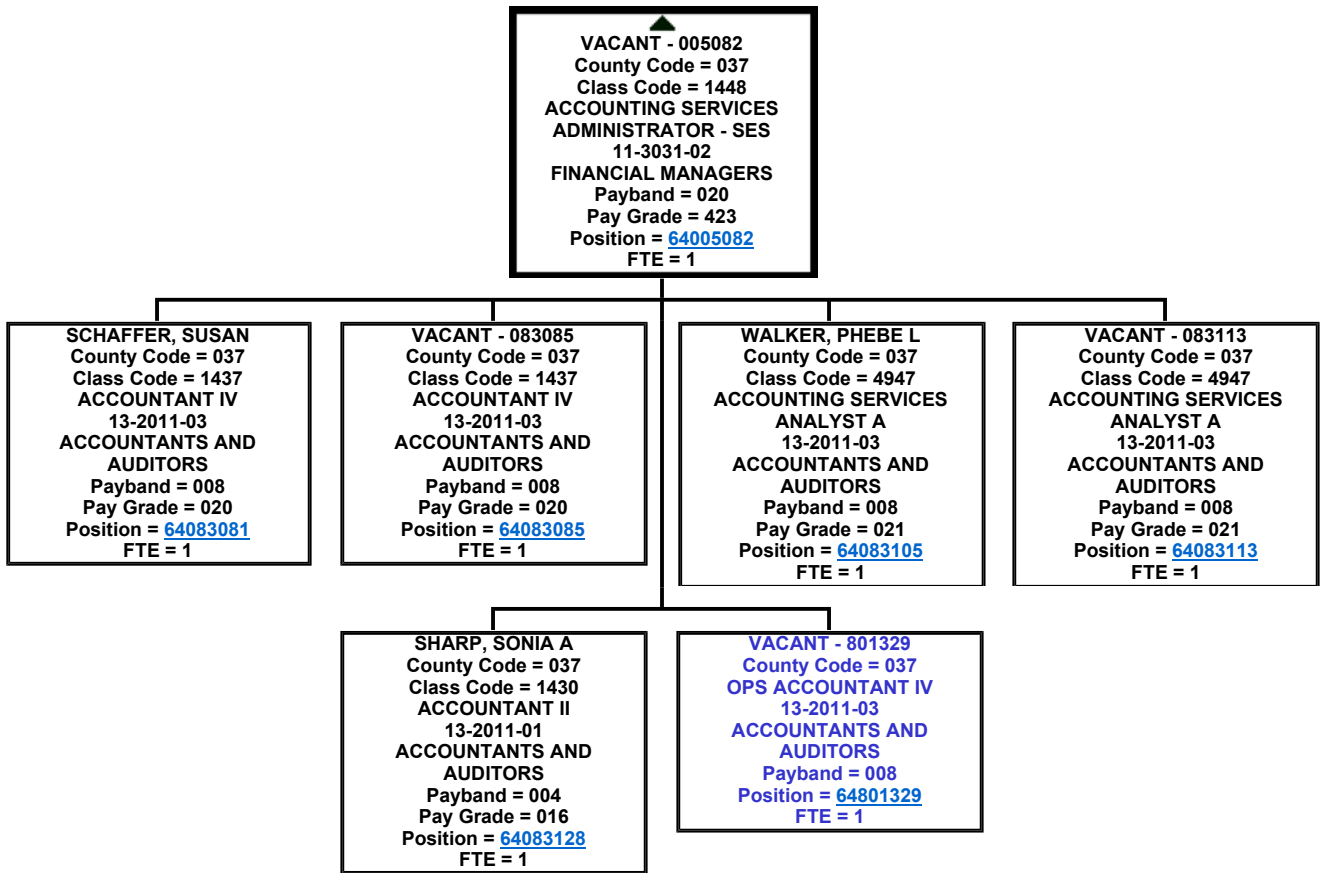 VACANT - 005082
County Code = 037
Class Code = 1448
ACCOUNTING SERVICES
ADMINISTRATOR - SES
11-3031-02
FINANCIAL MANAGERS
Payband = 020
Pay Grade = 423
Position = 64005082
FTE = 1
SCHAFFER, SUSAN
County Code = 037
Class Code = 1437
ACCOUNTANT IV
13-2011-03
ACCOUNTANTS AND
AUDITORS
Payband = 008
Pay Grade = 020
Position = 64083081
FTE = 1
VACANT - 083085
County Code = 037
Class Code = 1437
ACCOUNTANT IV
13-2011-03
ACCOUNTANTS AND
AUDITORS
Payband = 008
Pay Grade = 020
Position = 64083085
FTE = 1
WALKER, PHEBE L
County Code = 037
Class Code = 4947
ACCOUNTING SERVICES
ANALYST A
13-2011-03
ACCOUNTANTS AND
AUDITORS
Payband = 008
Pay Grade = 021
Position = 64083105
FTE = 1
VACANT - 083113
County Code = 037
Class Code = 4947
ACCOUNTING SERVICES
ANALYST A
13-2011-03
ACCOUNTANTS AND
AUDITORS
Payband = 008
Pay Grade = 021
Position = 64083113
FTE = 1
SHARP, SONIA A
County Code = 037
Class Code = 1430
ACCOUNTANT II
13-2011-01
ACCOUNTANTS AND
AUDITORS
Payband = 004
Pay Grade = 016
Position = 64083128
FTE = 1
VACANT - 801329
County Code = 037
OPS ACCOUNTANT IV
13-2011-03
ACCOUNTANTS AND
AUDITORS
Payband = 008
Position = 64801329
FTE = 1